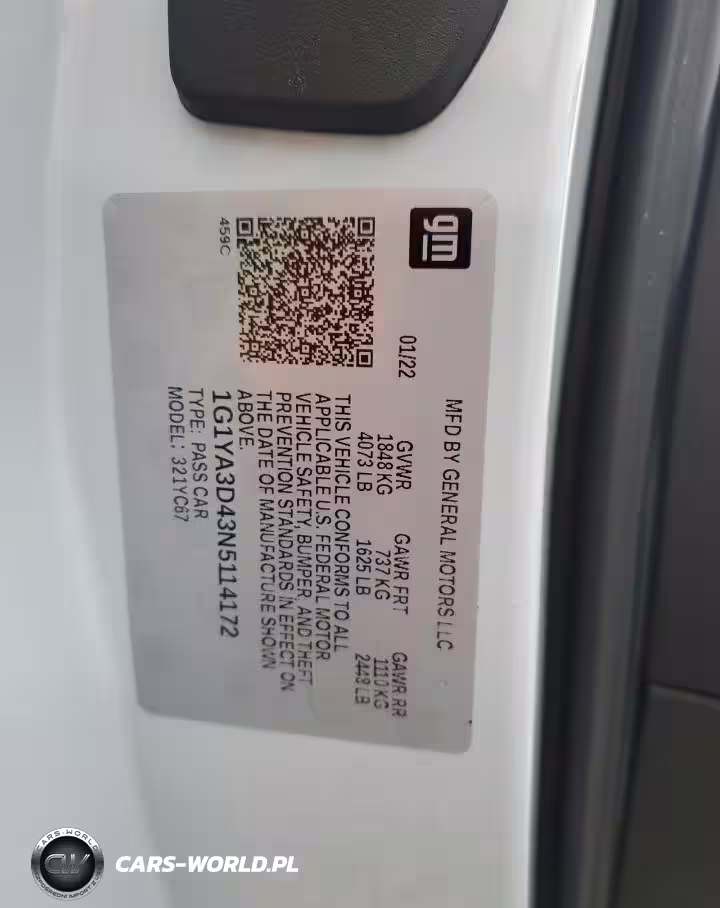 gm
MFD BY GENERAL MOTORS LLC
01/22 GVWR GAWR FRT GAWR RR
1848 KG 737 KG 1110 KG
4073 LB 1625 LB 2448 LB
THIS VEHICLE CONFORMS TO ALL
APPLICABLE U.S. FEDERAL MOTOR
VEHICLE SAFETY, BUMPER, AND THEFT
PREVENTION STANDARDS IN EFFECT ON
THE DATE OF MANUFACTURE SHOWN
ABOVE.
1G1YA3D43N5114172
TYPE: PASS CAR
MODEL: 321YC67
459C
CARS-WORLD
CW
CARS-WORLD.PL